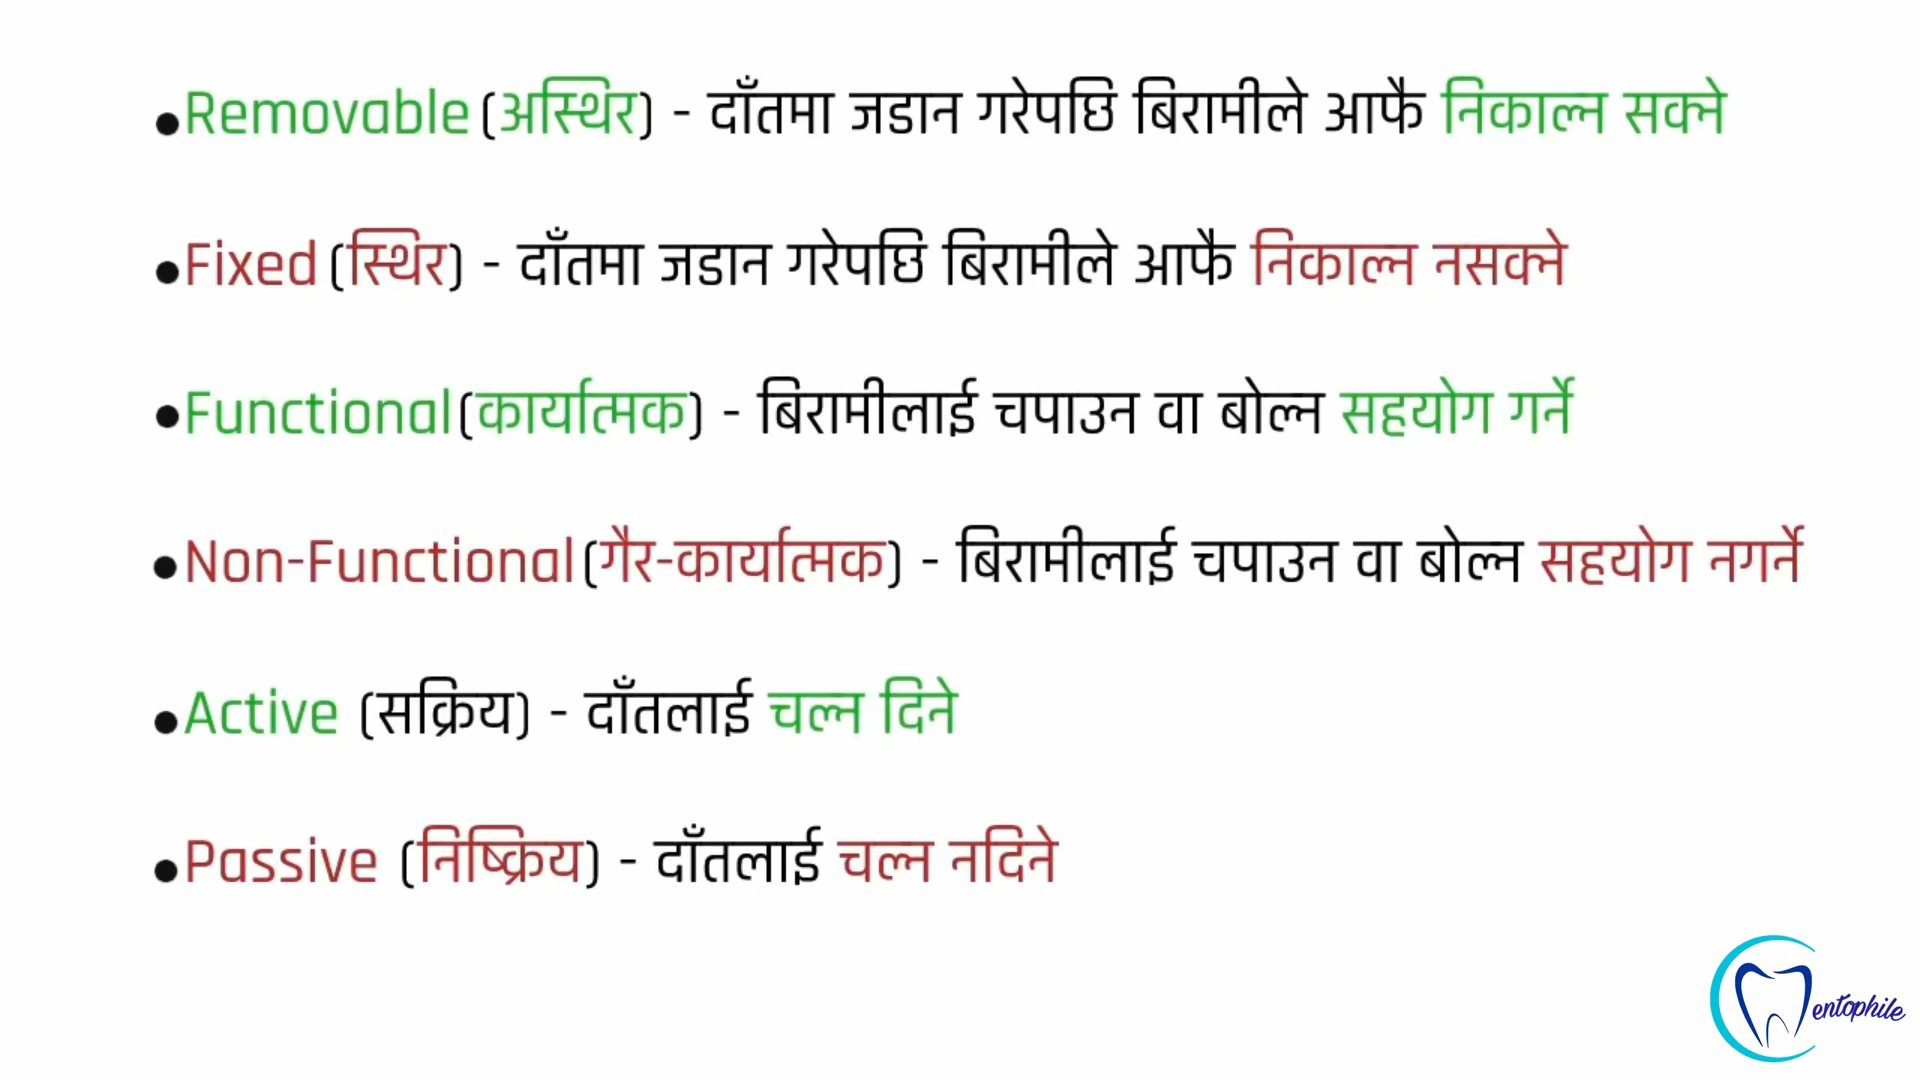 •Removable (अस्थिर) - दाँतमा जडान गरेपछि बिरामीले आफै निकाल्न सक्ने
•Fixed (स्थिर) - दाँतमा जडान गरेपछि बिरामीले आफै निकाल्न नसक्ने
•Functional (कार्यात्मक) - बिरामीलाई चपाउन वा बोल्न सहयोग गर्ने
•Non-Functional (गैर-कार्यात्मक) - बिरामीलाई चपाउन वा बोल्न सहयोग नगर्ने
•Active (सक्रिय) - दाँतलाई चल्न दिने
•Passive (निष्क्रिय) - दाँतलाई चल्न नदिने
entophile